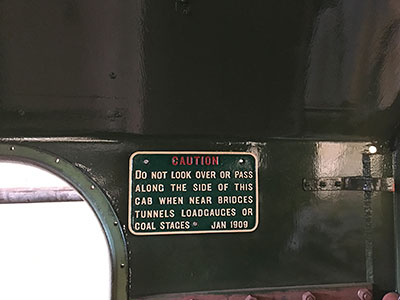 CAUTION
DO NOT LOOK OVER OR PASS
ALONG THE SIDE OF THIS
CAB WHEN NEAR BRIDGES
TUNNELS LOADGAUGES OR
COAL STAGES JAN 1909